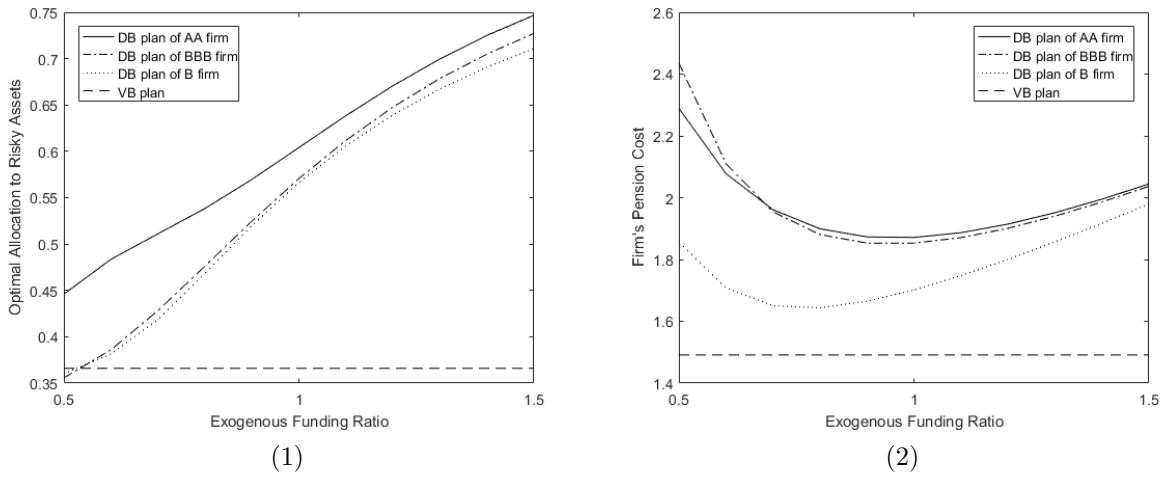 0.75
0.7
0.65
0.6
0.55
0.5
0.45
0.4
0.35
Optimal Allocation to Risky Assets
DB plan of AA firm
DB plan of BBB firm
DB plan of B firm
VB plan
0.5
1
1.5
Exogenous Funding Ratio
(1)
2.6
2.4
2.2
2
1.8
1.6
1.4
Firm's Pension Cost
DB plan of AA firm
DB plan of BBB firm
DB plan of B firm
VB plan
0.5
1
1.5
Exogenous Funding Ratio
(2)